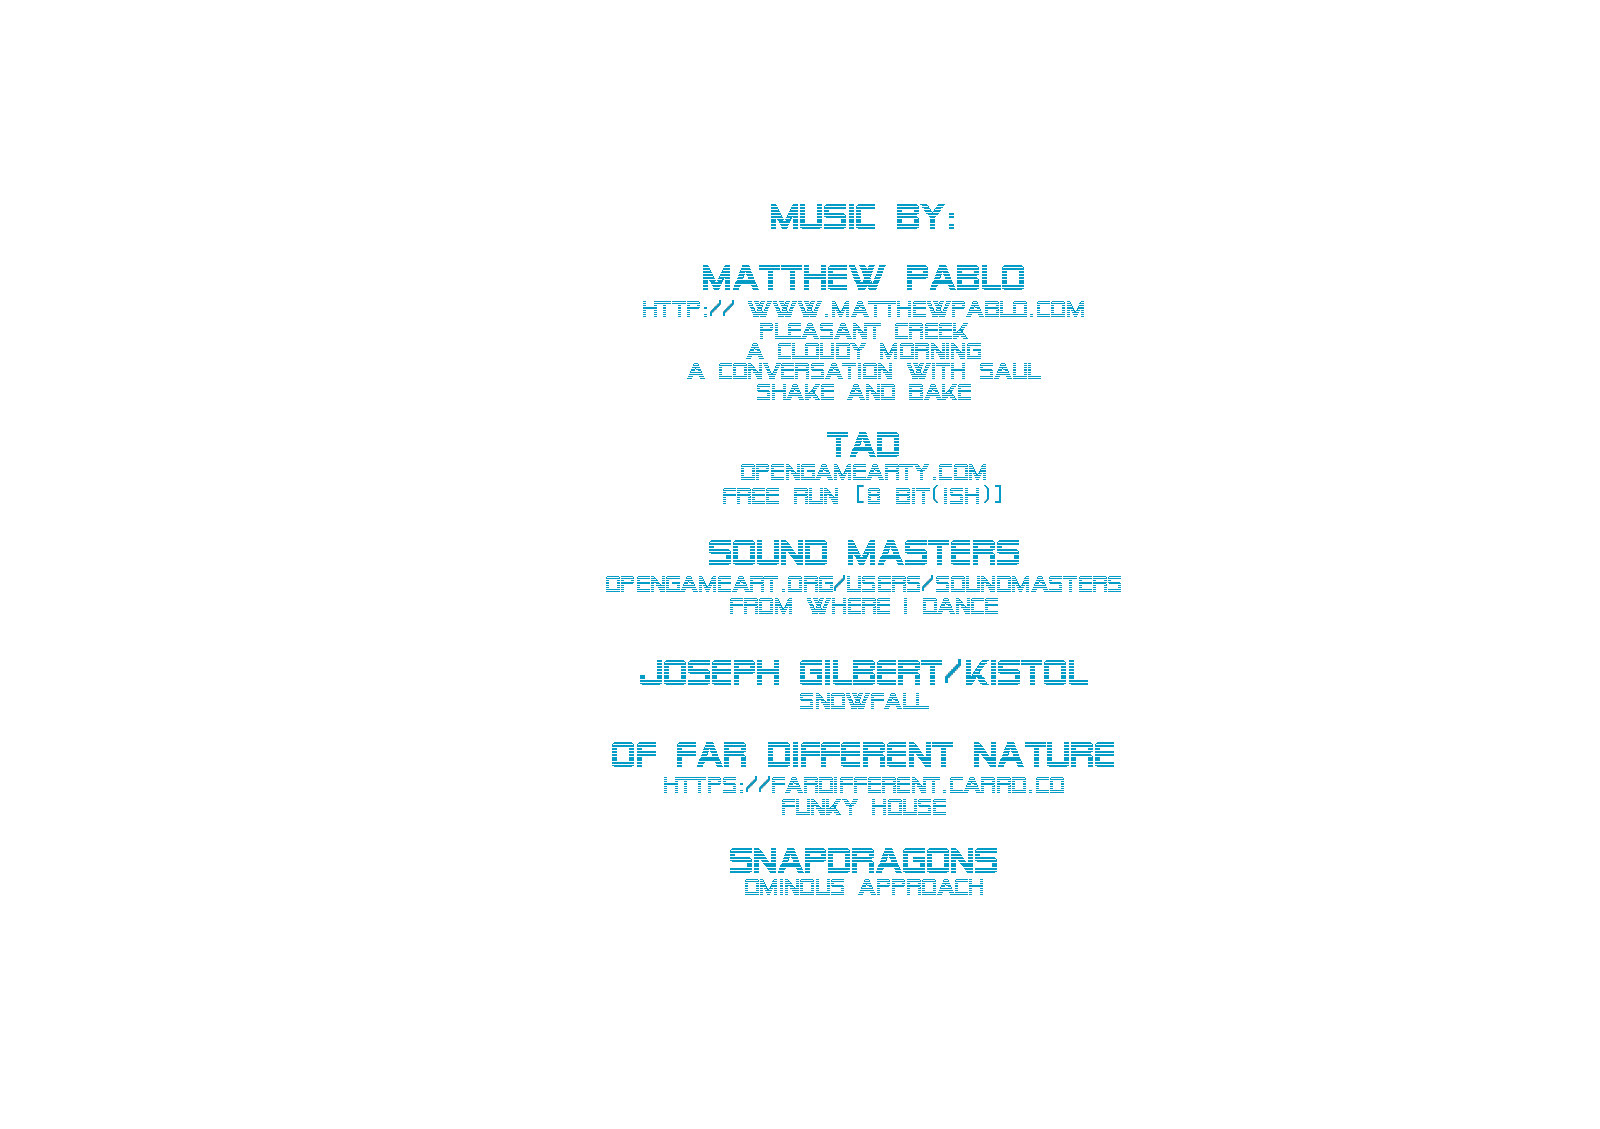 MUSIC BY:
MATTHEW PABLO
HTTP:// WWW.MATTHEWPABLO.COM
PLEASANT CREEK
A CLOUDY MORNING
A CONVERSATION WITH SAUL
SHAKE AND BAKE
TAD
OPENGAMEARTY.COM
FREE RUN [8 BIT(ISH)]
SOUND MASTERS
OPENGAMEART.ORG/USERS/SOUNDMASTERS
FROM WHERE I DANCE
JOSEPH GILBERT/KISTOL
SNOWFALL
OF FAR DIFFERENT NATURE
HTTPS://FARDIFFERENT.CARRD.CO
FUNKY HOUSE
SNAPDRAGONS
OMINOUS APPROACH